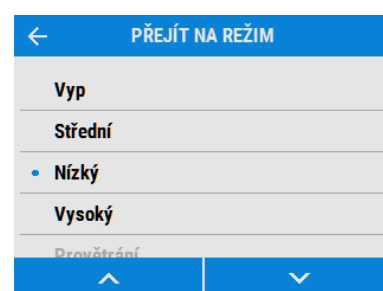 PŘEJÍT NA REŽIM
Vyp
Střední
Nízký
Vysoký
Provětrání